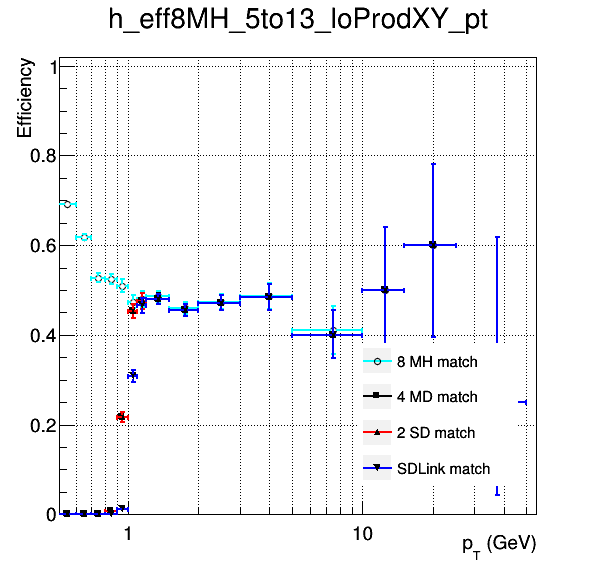 h_eff8MH_5to13_loProdXY_pt
Efficiency
1
0.8
0.6
0.4
0.2
0
8 MH match
4 MD match
2 SD match
SDLink match
1
10
p_T (GeV)